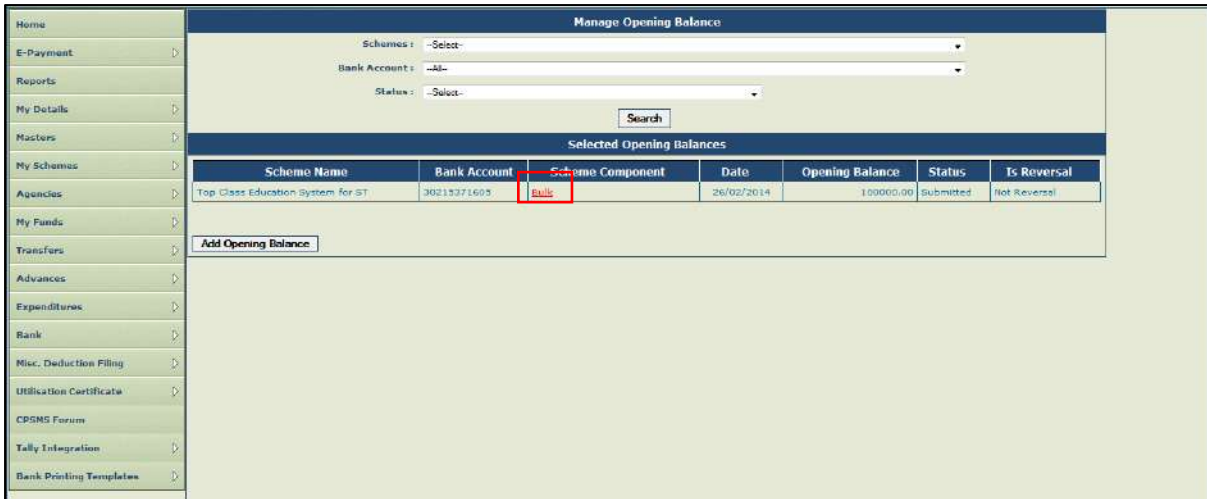 Home
E-Payment
Reports
My Details
Masters
My Schemes
Agencies
My Funds
Transfers
Advances
Expenditures
Bank
Misc. Deduction Filing
Utilisation Certificate
CPSMS Forum
Tally Integration
Bank Printing Templates
Manage Opening Balance
Schemes : --Select--
Bank Account : --All--
Status : --Select--
Search
Selected Opening Balances
Scheme Name Bank Account Scheme Component Date Opening Balance Status Is Reversal
Top Class Education System for ST 30215371605 Bulk 26/02/2014 100000.00 Submitted Not Reversal
Add Opening Balance